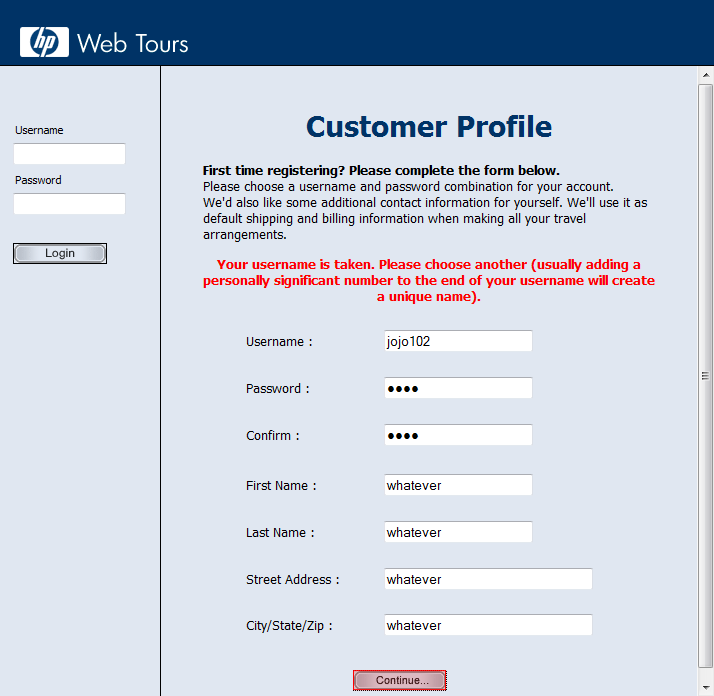 hp Web Tours
Username
Password
Login
Customer Profile
First time registering? Please complete the form below.
Please choose a username and password combination for your account.
We'd also like some additional contact information for yourself. We'll use it as
default shipping and billing information when making all your travel
arrangements.
Your username is taken. Please choose another (usually adding a
personally significant number to the end of your username will create
a unique name).
Username : jojo102
Password : ●●●●
Confirm : ●●●●
First Name : whatever
Last Name : whatever
Street Address : whatever
City/State/Zip : whatever
Continue...